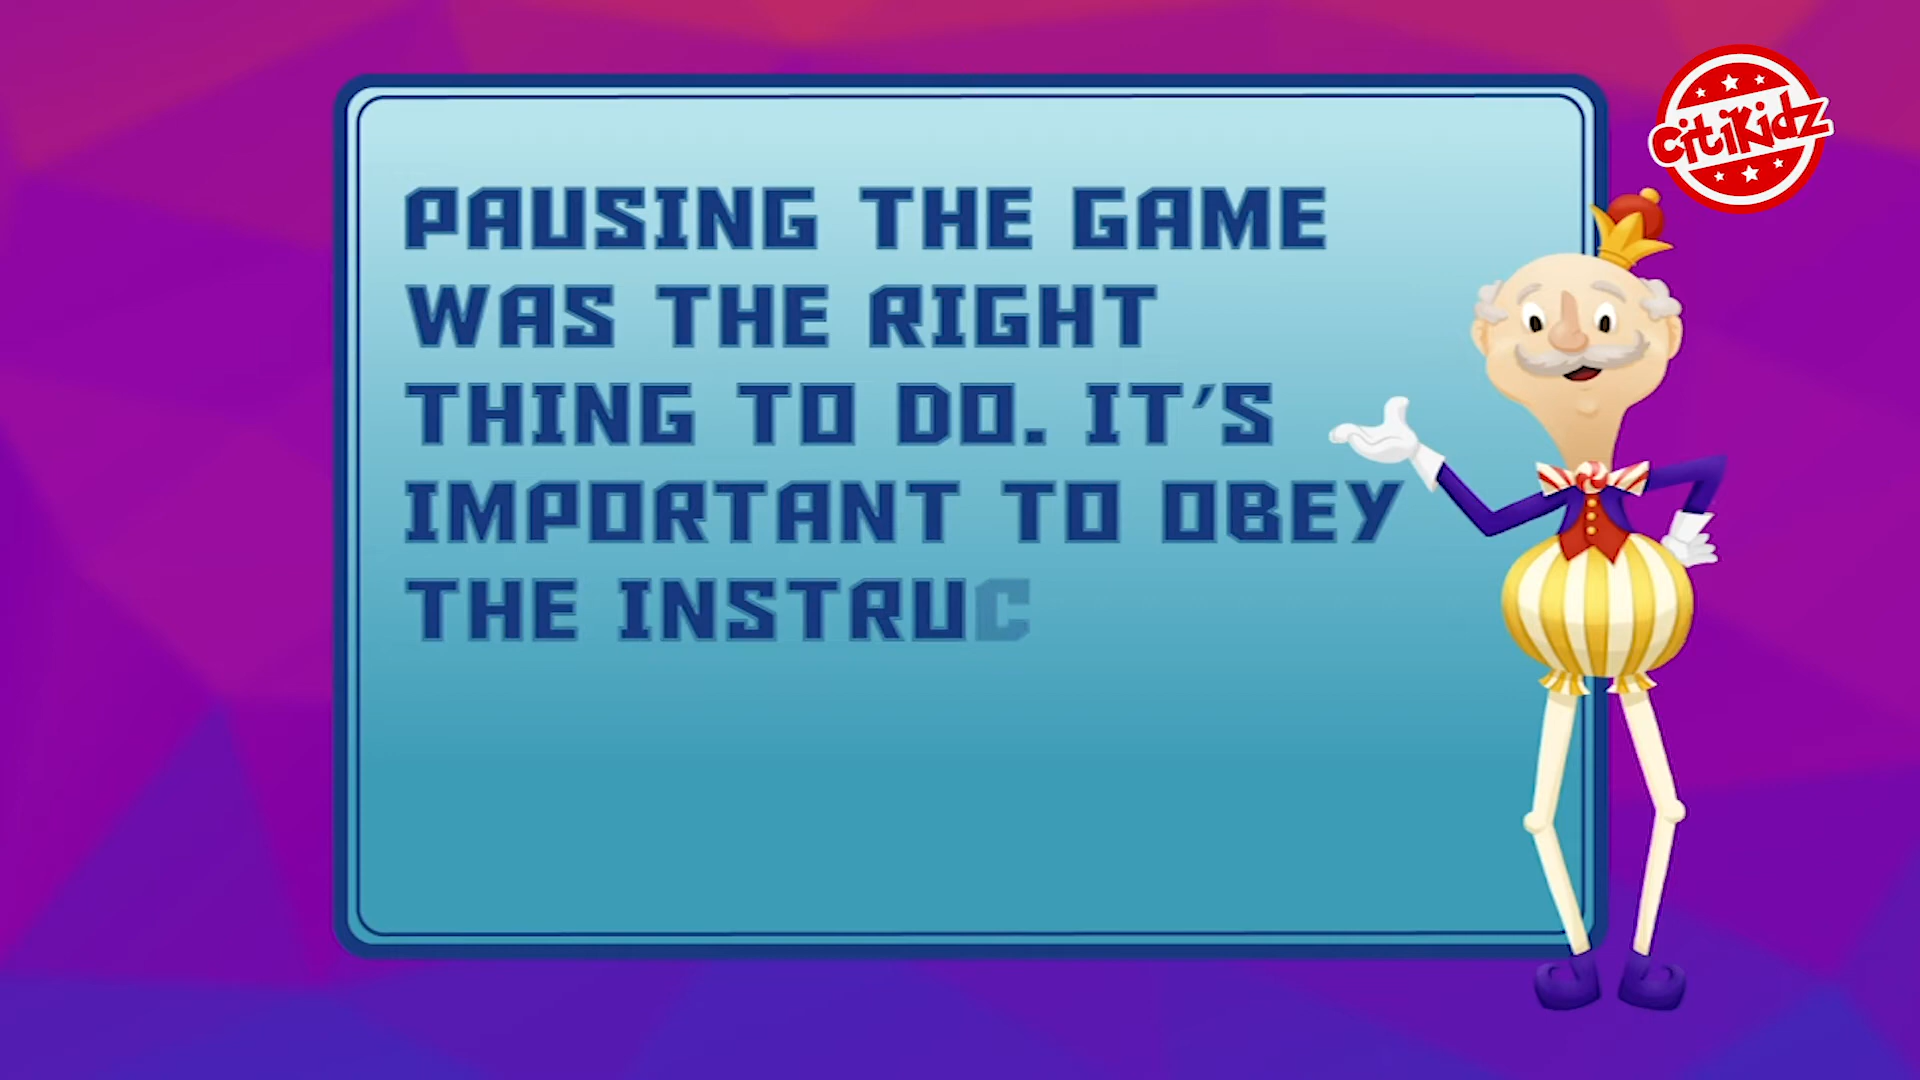 PAUSING THE GAME
WAS THE RIGHT
THING TO DO. IT'S
IMPORTANT TO OBEY
THE INSTRUC
citiKidz